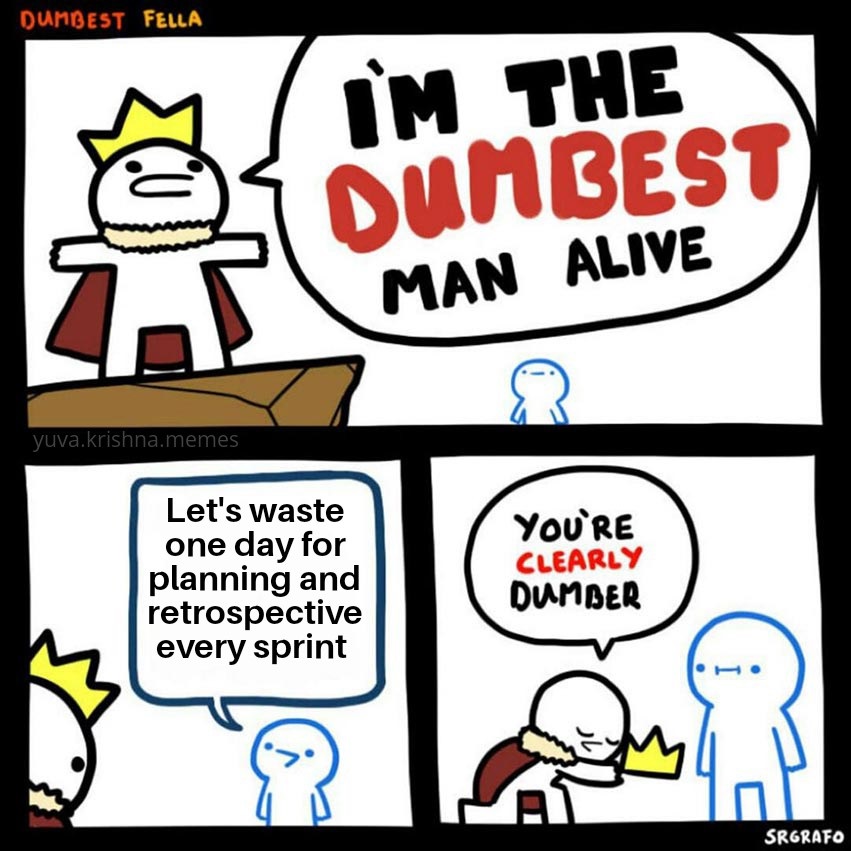 DUMBEST FELLA
I'M THE
DUMBEST
MAN ALIVE
yuva.krishna.memes
Let's waste
one day for
planning and
retrospective
every sprint
YOU'RE
CLEARLY
DUMBER
SRGRAFO